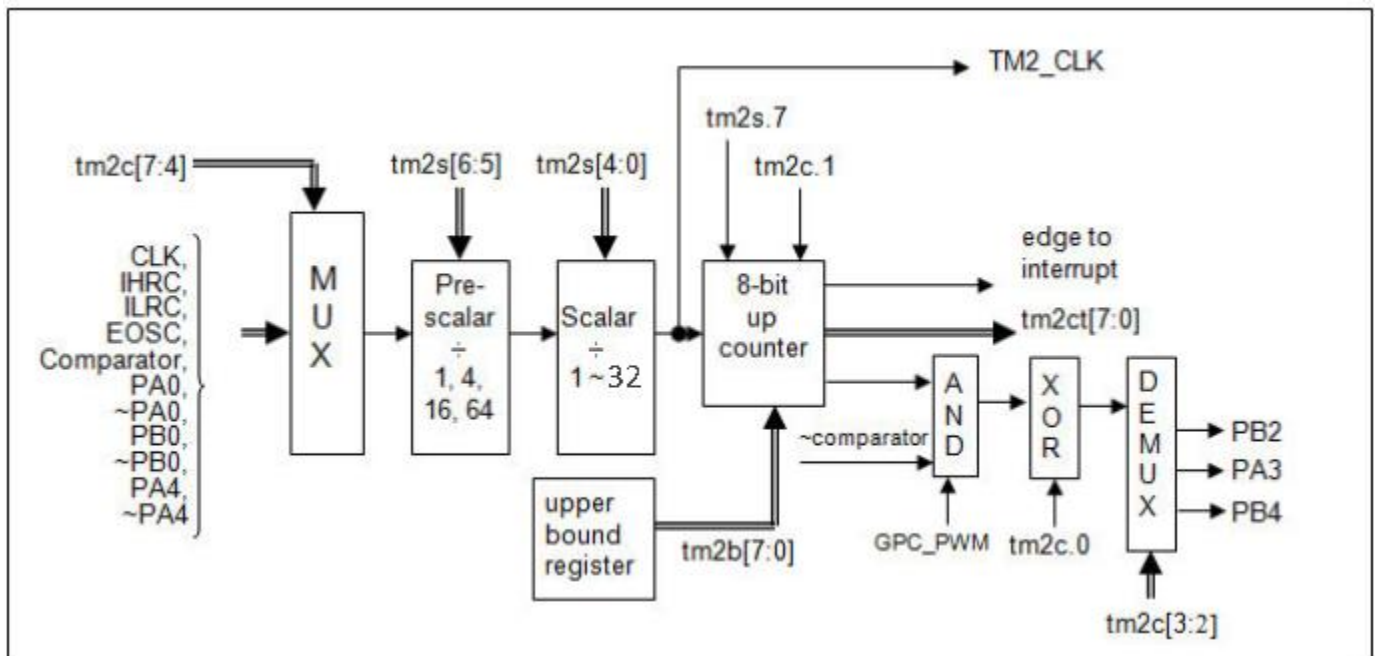 TM2_CLK
tm2s.7
tm2c[7:4]
tm2s[6:5]
tm2s[4:0]
tm2c.1
CLK,
IHRC,
ILRC,
EOSC,
Comparator,
PA0,
~PA0,
PB0,
~PB0,
PA4,
~PA4
M
U
X
Pre-
scalar
÷
1, 4,
16, 64
Scalar
÷
1 ~ 32
8-bit
up
counter
edge to
interrupt
tm2ct[7:0]
~comparator
A
N
D
X
O
R
D
E
M
U
X
PB2
PA3
PB4
upper
bound
register
tm2b[7:0]
GPC_PWM
tm2c.0
tm2c[3:2]